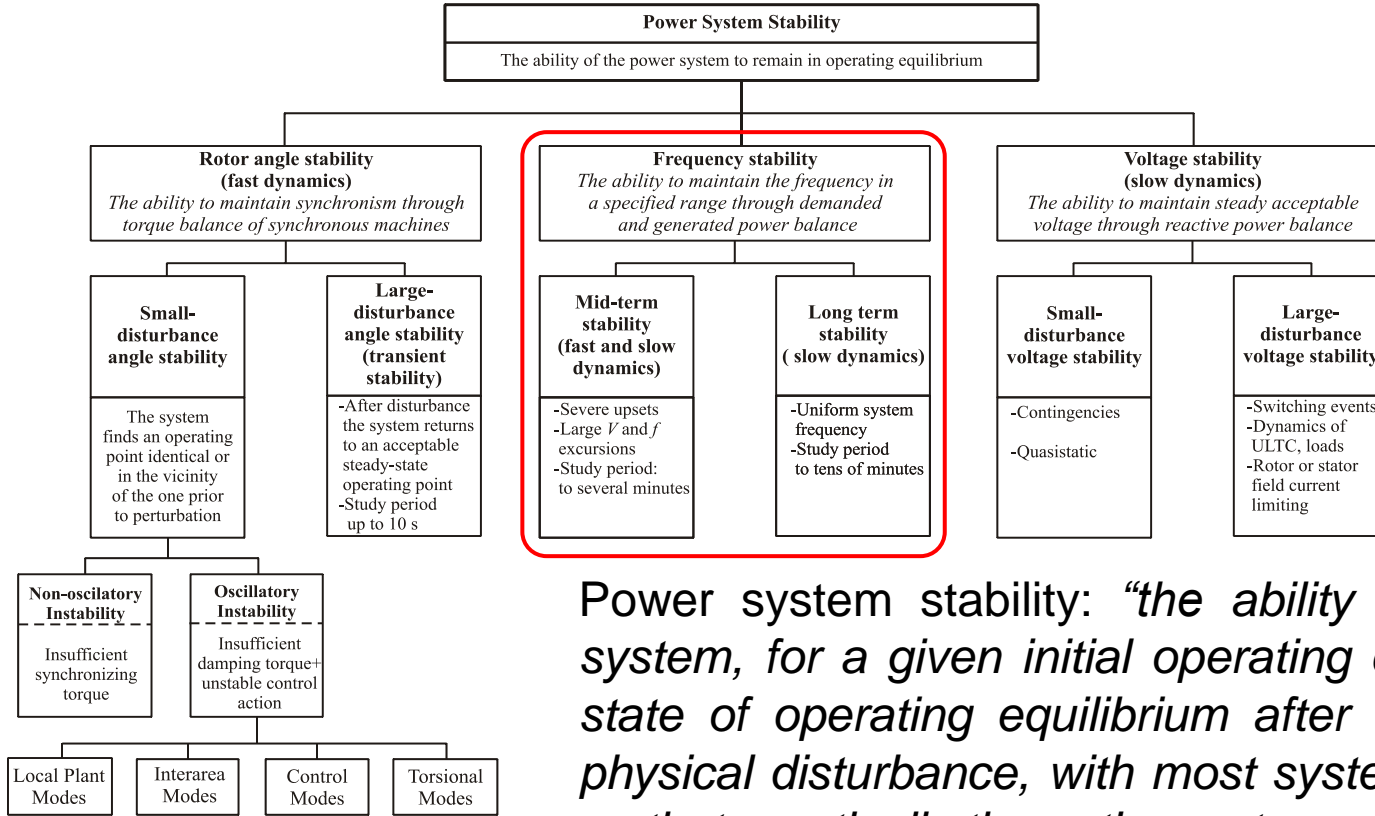 Power System Stability
The ability of the power system to remain in operating equilibrium
Rotor angle stability
(fast dynamics)
The ability to maintain synchronism through
torque balance of synchronous machines
Frequency stability
The ability to maintain the frequency in
a specified range through demanded
and generated power balance
Voltage stability
(slow dynamics)
The ability to maintain steady acceptable
voltage through reactive power balance
Small-
disturbance
angle stability
The system
finds an operating
point identical or
in the vicinity
of the one prior
to perturbation
Large-
disturbance
angle stability
(transient
stability)
-After disturbance
the system returns
to an acceptable
steady-state
operating point
-Study period
up to 10 s
Mid-term
stability
(fast and slow
dynamics)
-Severe upsets
-Large V and f
excursions
-Study period:
to several minutes
Long term
stability
( slow dynamics)
-Uniform system
frequency
-Study period
to tens of minutes
Small-
disturbance
voltage stability
-Contingencies
-Quasistatic
Large-
disturbance
voltage stability
-Switching events
-Dynamics of
ULTC, loads
-Rotor or stator
field current
limiting
Non-oscilatory
Instability
Insufficient
synchronizing
torque
Oscillatory
Instability
Insufficient
damping torque+
unstable control
action
Local Plant
Modes
Interarea
Modes
Control
Modes
Torsional
Modes
Power system stability: “the ability
system, for a given initial operating
state of operating equilibrium after
physical disturbance, with most syste